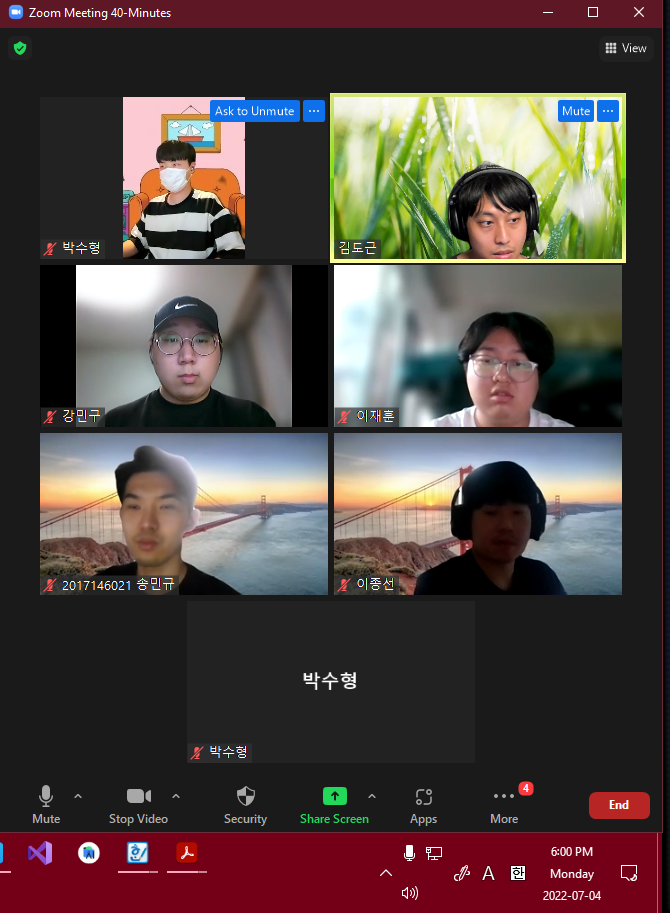 Zoom Meeting 40-Minutes
View
Ask to Unmute
박수형
Mute
김도근
강민구
이재훈
2017146021 송민규
이종선
박수형
박수형
Mute
Stop Video
Security
Share Screen
Apps
More
4
End
한
A
한
6:00 PM
Monday
2022-07-04